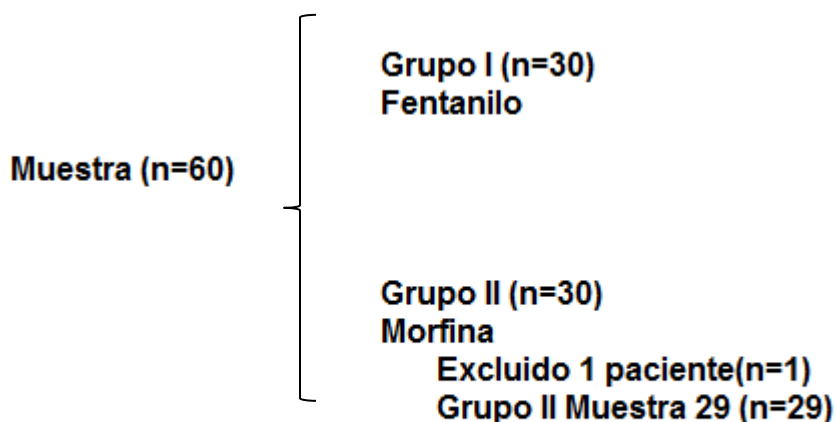 Grupo I (n=30)
Fentanilo
Muestra (n=60)
Grupo II (n=30)
Morfina
Excluido 1 paciente(n=1)
Grupo II Muestra 29 (n=29)